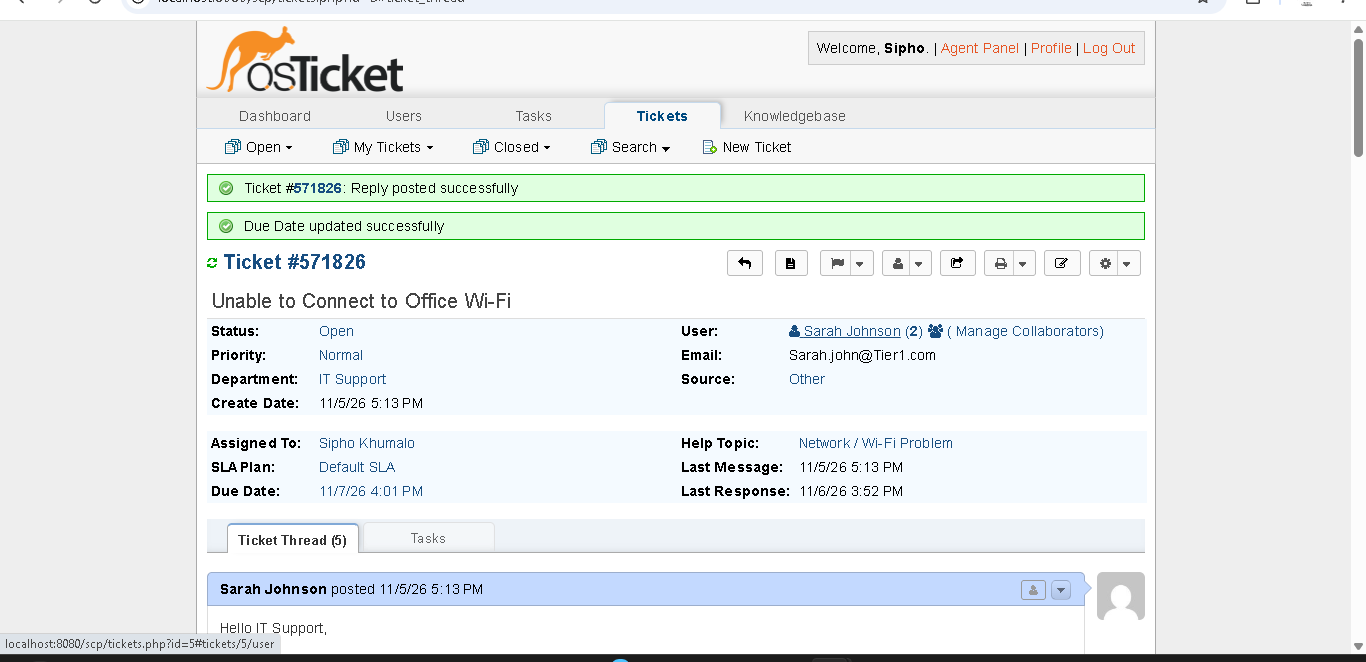 Welcome, Sipho. | Agent Panel | Profile | Log Out
osTicket
Dashboard Users Tasks Tickets Knowledgebase
Open My Tickets Closed Search New Ticket
Ticket #571826: Reply posted successfully
Due Date updated successfully
Ticket #571826
Unable to Connect to Office Wi-Fi
Status: Open User: Sarah Johnson (2) ( Manage Collaborators)
Priority: Normal Email: Sarah.john@Tier1.com
Department: IT Support Source: Other
Create Date: 11/5/26 5:13 PM
Assigned To: Sipho Khumalo Help Topic: Network / Wi-Fi Problem
SLA Plan: Default SLA Last Message: 11/5/26 5:13 PM
Due Date: 11/7/26 4:01 PM Last Response: 11/6/26 3:52 PM
Ticket Thread (5) Tasks
Sarah Johnson posted 11/5/26 5:13 PM
Hello IT Support,
localhost:8080/scp/tickets.php?id=5#tickets/5/user